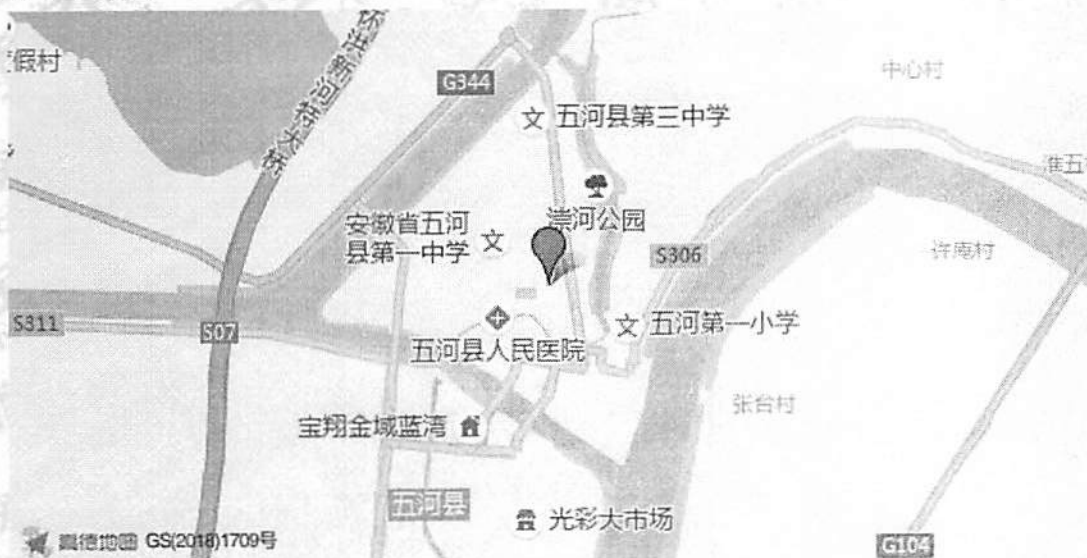 假村
怀洪新河特大桥
G344
中心村
五河县第三中学
淮五
漴河公园
安徽省五河
县第一中学
S306
许庵村
S311
S07
五河第一小学
五河县人民医院
张台村
宝翔金域蓝湾
五河县
光彩大市场
高德地图 GS(2018)1709号
G104